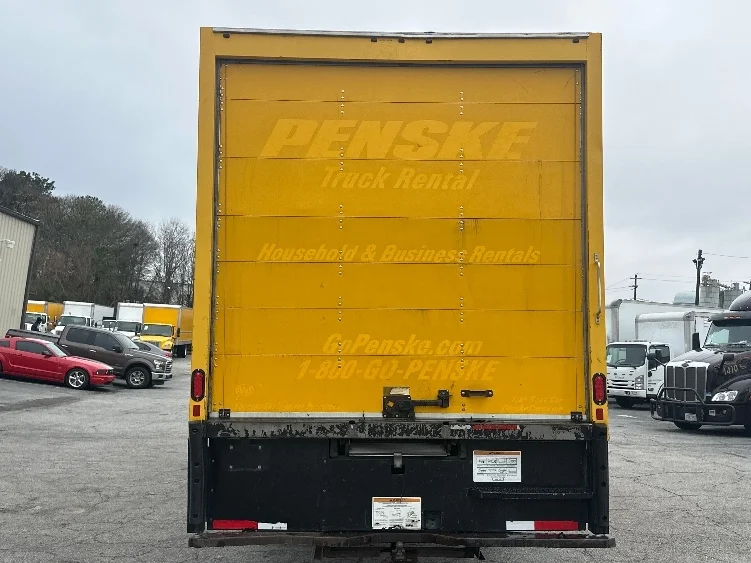 PENSKE
Truck Rental
Household & Business Rentals
GoPenske.com
1-800-GO-PENSKE